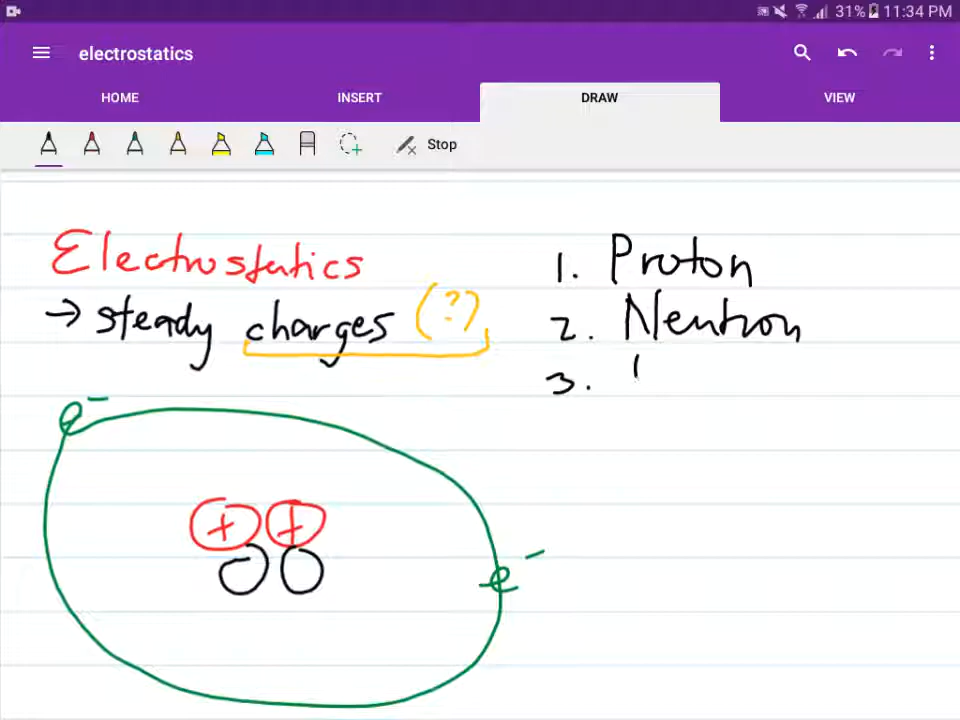 31% 11:34 PM
electrostatics
HOME INSERT DRAW VIEW
Stop
Electrostatics
→ steady charges (?)
1. Proton
2. Neutron
3.
e⁻
+ +
e⁻